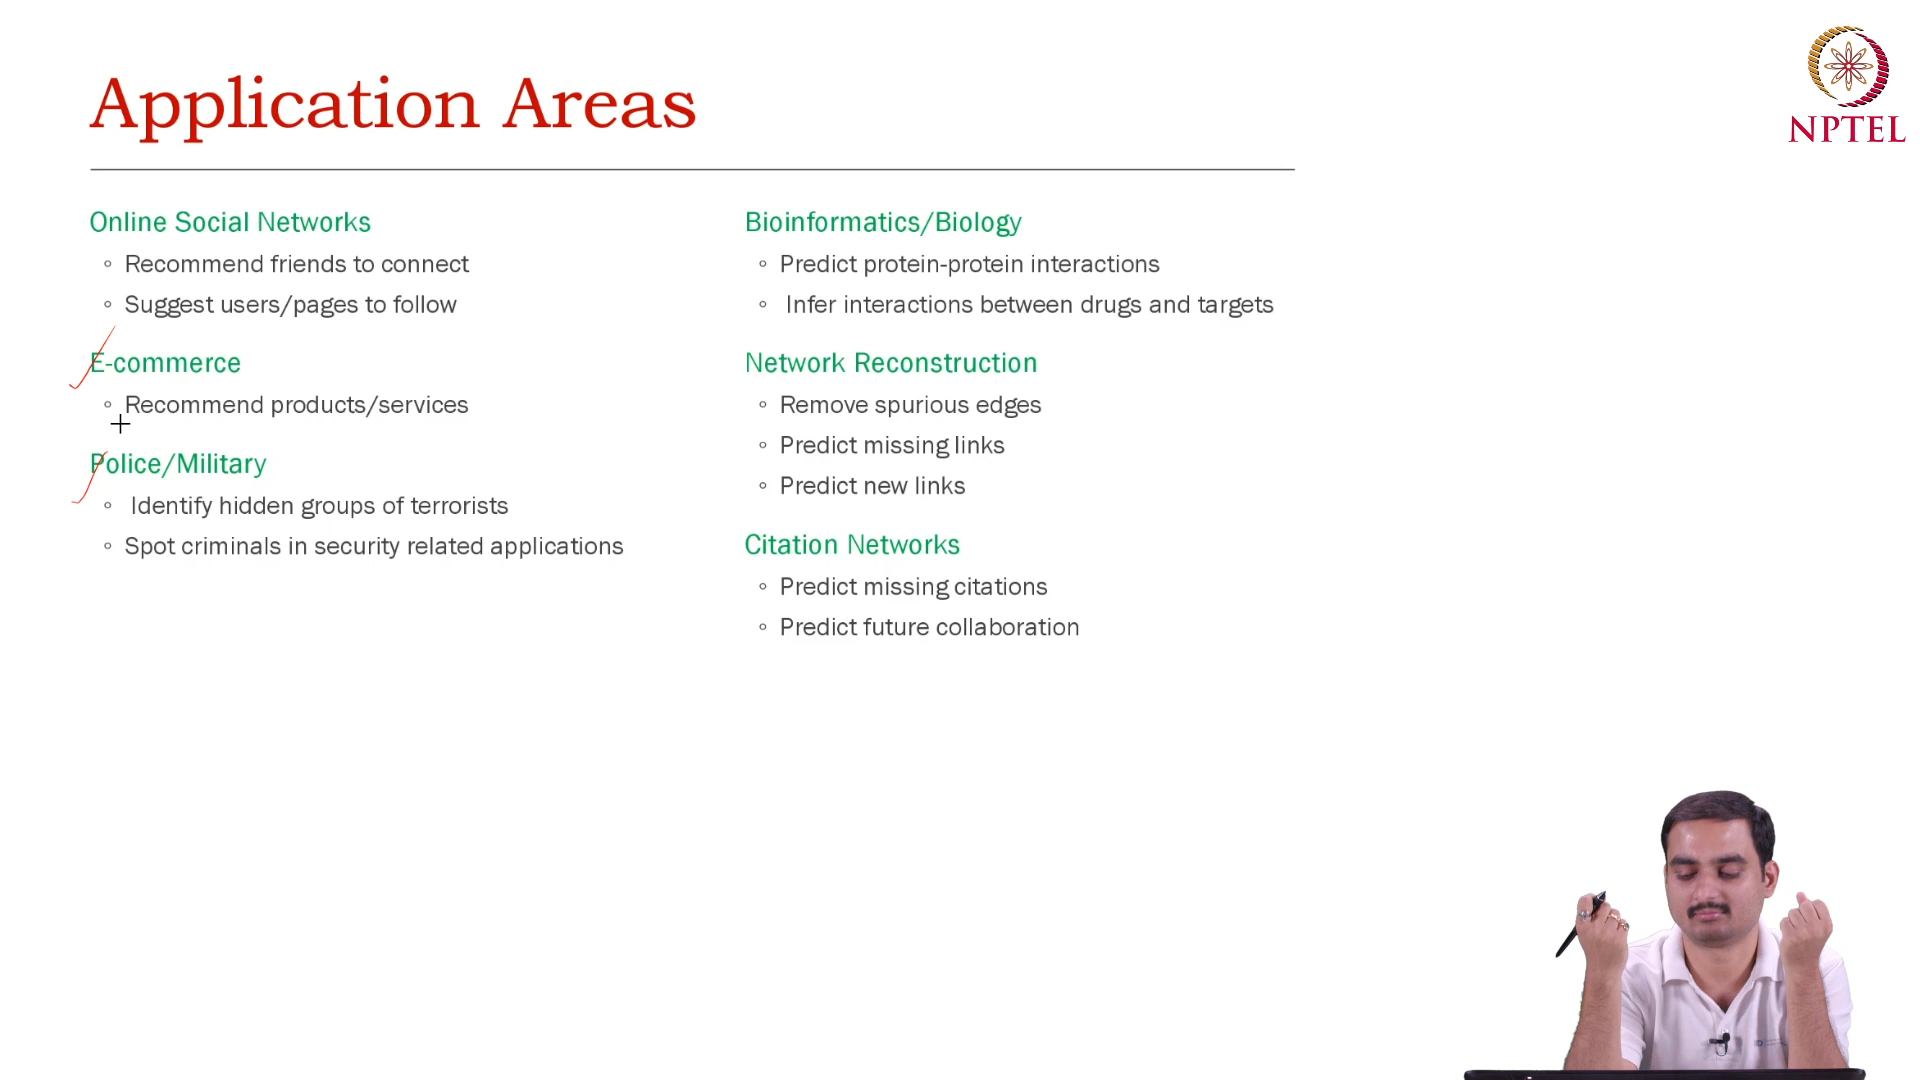 Application Areas
NPTEL
Online Social Networks
◦ Recommend friends to connect
◦ Suggest users/pages to follow
E-commerce
◦ Recommend products/services
Police/Military
◦ Identify hidden groups of terrorists
◦ Spot criminals in security related applications
Bioinformatics/Biology
◦ Predict protein-protein interactions
◦ Infer interactions between drugs and targets
Network Reconstruction
◦ Remove spurious edges
◦ Predict missing links
◦ Predict new links
Citation Networks
◦ Predict missing citations
◦ Predict future collaboration